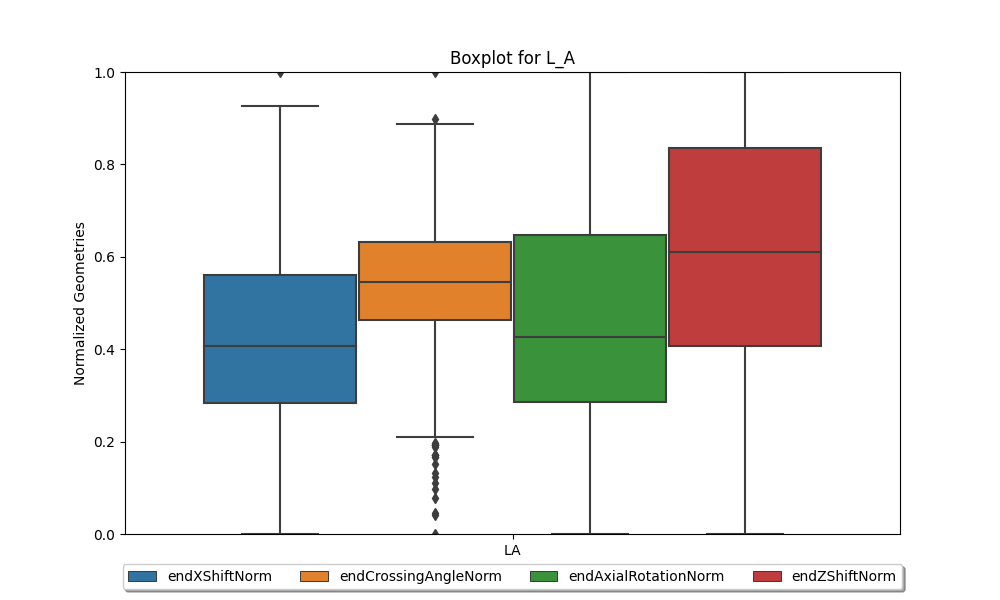 Boxplot for L_A
Normalized Geometries
1.0
0.8
0.6
0.4
0.2
0.0
LA
endXShiftNorm endCrossingAngleNorm endAxialRotationNorm endZShiftNorm